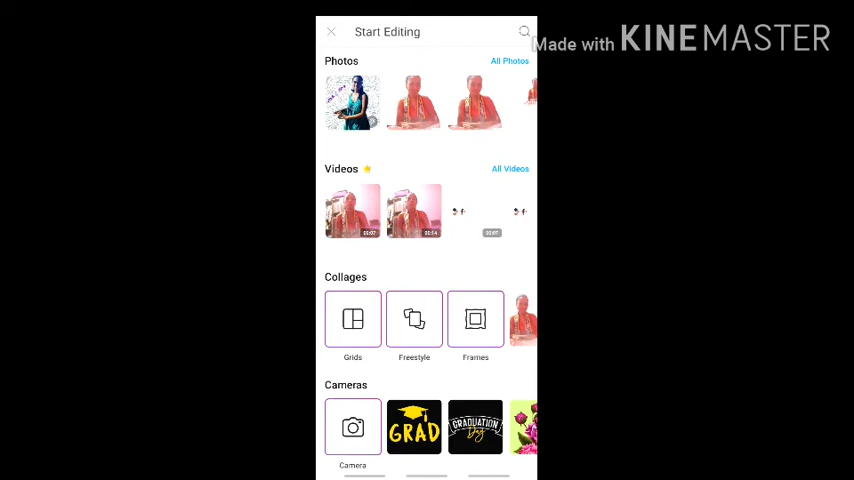 Start Editing
Made with KINEMASTER
Photos
All Photos
Videos
All Videos
00:07
00:14
00:07
Collages
Grids
Freestyle
Frames
Cameras
GRAD
GRADUATION
Day
Camera